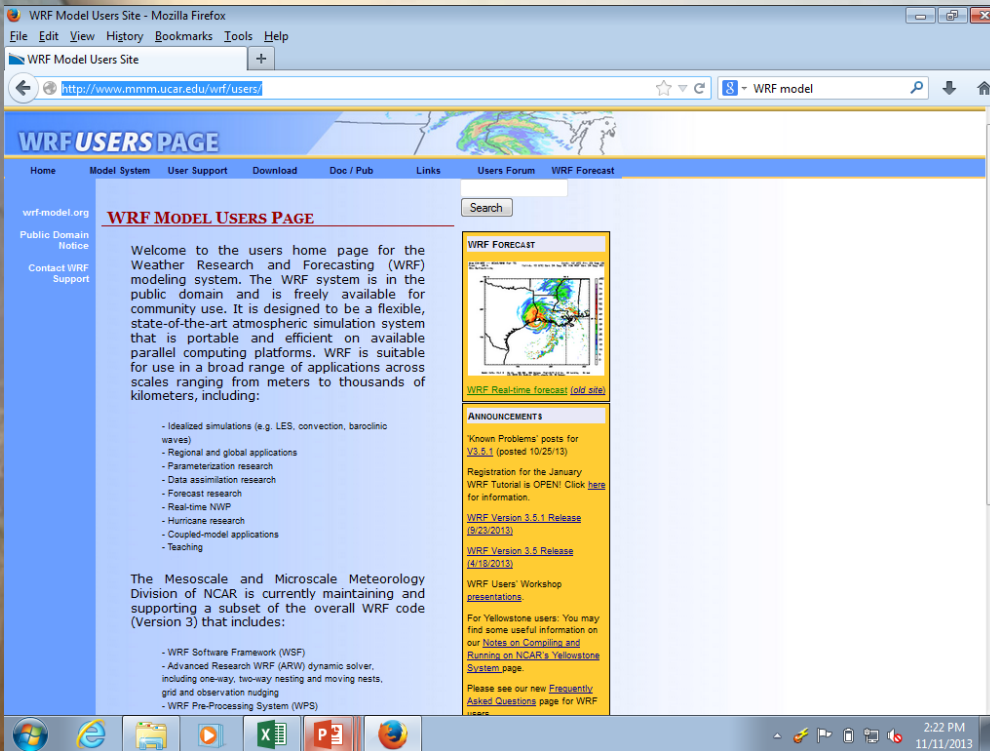 WRF Model Users Site - Mozilla Firefox
File Edit View History Bookmarks Tools Help
WRF Model Users Site
http://www.mmm.ucar.edu/wrf/users/
WRF model
WRF USERS PAGE
Home Model System User Support Download Doc / Pub Links Users Forum WRF Forecast
wrf-model.org
Public Domain
Notice
Contact WRF
Support
WRF MODEL USERS PAGE
Welcome to the users home page for the
Weather Research and Forecasting (WRF)
modeling system. The WRF system is in the
public domain and is freely available for
community use. It is designed to be a flexible,
state-of-the-art atmospheric simulation system
that is portable and efficient on available
parallel computing platforms. WRF is suitable
for use in a broad range of applications across
scales ranging from meters to thousands of
kilometers, including:
- Idealized simulations (e.g. LES, convection, baroclinic
waves)
- Regional and global applications
- Parameterization research
- Data assimilation research
- Forecast research
- Real-time NWP
- Hurricane research
- Coupled-model applications
- Teaching
The Mesoscale and Microscale Meteorology
Division of NCAR is currently maintaining and
supporting a subset of the overall WRF code
(Version 3) that includes:
- WRF Software Framework (WSF)
- Advanced Research WRF (ARW) dynamic solver,
including one-way, two-way nesting and moving nests,
grid and observation nudging
- WRF Pre-Processing System (WPS)
Search
WRF FORECAST
WRF Real-time forecast (old site)
ANNOUNCEMENTS
'Known Problems' posts for
V3.5.1 (posted 10/25/13)
Registration for the January
WRF Tutorial is OPEN! Click here
for information.
WRF Version 3.5.1 Release
(9/23/2013)
WRF Version 3.5 Release
(4/18/2013)
WRF Users' Workshop
presentations.
For Yellowstone users: You may
find some useful information on
our Notes on Compiling and
Running on NCAR's Yellowstone
System page.
Please see our new Frequently
Asked Questions page for WRF
users.
2:22 PM
11/11/2013